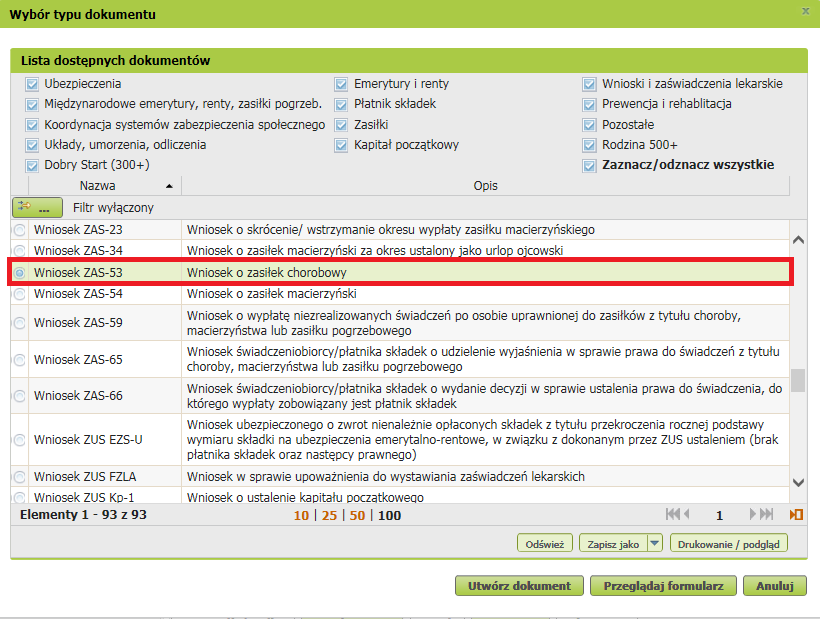 Wybór typu dokumentu
Lista dostępnych dokumentów
Ubezpieczenia
Emerytury i renty
Wnioski i zaświadczenia lekarskie
Międzynarodowe emerytury, renty, zasiłki pogrzeb.
Płatnik składek
Prewencja i rehablitacja
Koordynacja systemów zabezpieczenia społecznego
Zasiłki
Pozostałe
Układy, umorzenia, odliczenia
Kapitał początkowy
Rodzina 500+
Dobry Start (300+)
Zaznacz/odznacz wszystkie
Nazwa
Opis
... Filtr wyłączony
Wniosek ZAS-23 Wniosek o skrócenie/ wstrzymanie okresu wypłaty zasiłku macierzyńskiego
Wniosek ZAS-34 Wniosek o zasiłek macierzyński za okres ustalony jako urlop ojcowski
Wniosek ZAS-53 Wniosek o zasiłek chorobowy
Wniosek ZAS-54 Wniosek o zasiłek macierzyński
Wniosek ZAS-59 Wniosek o wypłatę niezrealizowanych świadczeń po osobie uprawnionej do zasiłków z tytułu choroby,
macierzyństwa lub zasiłku pogrzebowego
Wniosek ZAS-65 Wniosek świadczeniobiorcy/płatnika składek o udzielenie wyjaśnienia w sprawie prawa do świadczeń z tytułu
choroby, macierzyństwa lub zasiłku pogrzebowego
Wniosek ZAS-66 Wniosek świadczeniobiorcy/płatnika składek o wydanie decyzji w sprawie ustalenia prawa do świadczenia, do
którego wypłaty zobowiązany jest płatnik składek
Wniosek ZUS EZS-U Wniosek ubezpieczonego o zwrot nienależnie opłaconych składek z tytułu przekroczenia rocznej podstawy
wymiaru składki na ubezpieczenia emerytalno-rentowe, w związku z dokonanym przez ZUS ustaleniem (brak
płatnika składek oraz następcy prawnego)
Wniosek ZUS FZLA Wniosek w sprawie upoważnienia do wystawiania zaświadczeń lekarskich
Wniosek ZUS Kp-1 Wniosek o ustalenie kapitału początkowego
Elementy 1 - 93 z 93
10 | 25 | 50 | 100
1
Odśwież
Zapisz jako
Drukowanie / podgląd
Utwórz dokument
Przeglądaj formularz
Anuluj